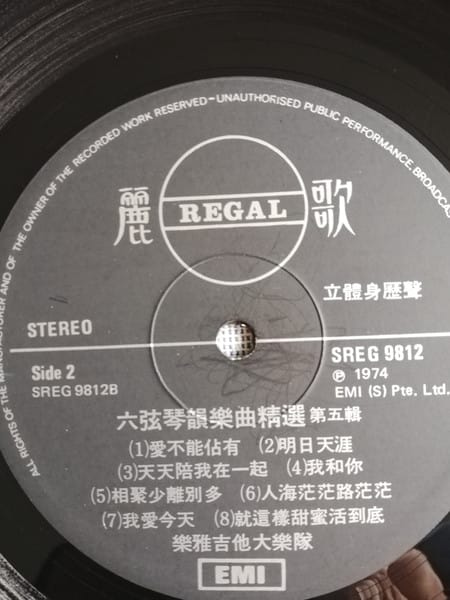 ALL RIGHTS OF THE MANUFACTURER AND OF THE OWNER OF THE RECORDED WORK RESERVED—UNAUTHORISED PUBLIC PERFORMANCE, BROADCAS
麗 REGAL 歌
立體身歷聲
STEREO
SREG 9812
Side 2
Ⓟ 1974
SREG 9812B
EMI (S) Pte. Ltd.
六弦琴韻樂曲精選 第五輯
(1)愛不能佔有 (2)明日天涯
(3)天天陪我在一起 (4)我和你
(5)相聚少離別多 (6)人海茫茫路茫茫
(7)我愛今天 (8)就這樣甜蜜活到底
樂雅吉他大樂隊
EMI